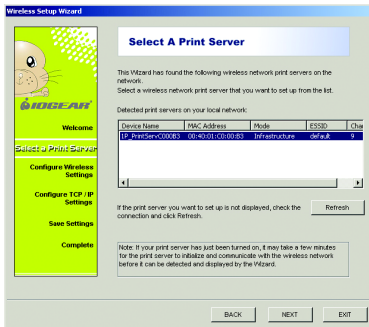 Wireless Setup Wizard
IOGEAR
Welcome
Select a Print Server
Configure Wireless
Settings
Configure TCP / IP
Settings
Save Settings
Complete
Select A Print Server
This Wizard has found the following wireless network print servers on the
network.
Select a wireless network print server that you want to set up from the list.
Detected print servers on your local network:
Device Name MAC Address Mode ESSID Chan
IP_PrintServC000B3 00:40:01:C0:00:B3 Infrastructure default 9
If the print server you want to set up is not displayed, check the
connection and click Refresh.
Refresh
Note: If your print server has just been turned on, it may take a few minutes
for the print server to initialize and communicate with the wireless network
before it can be detected and displayed by the Wizard.
BACK NEXT EXIT